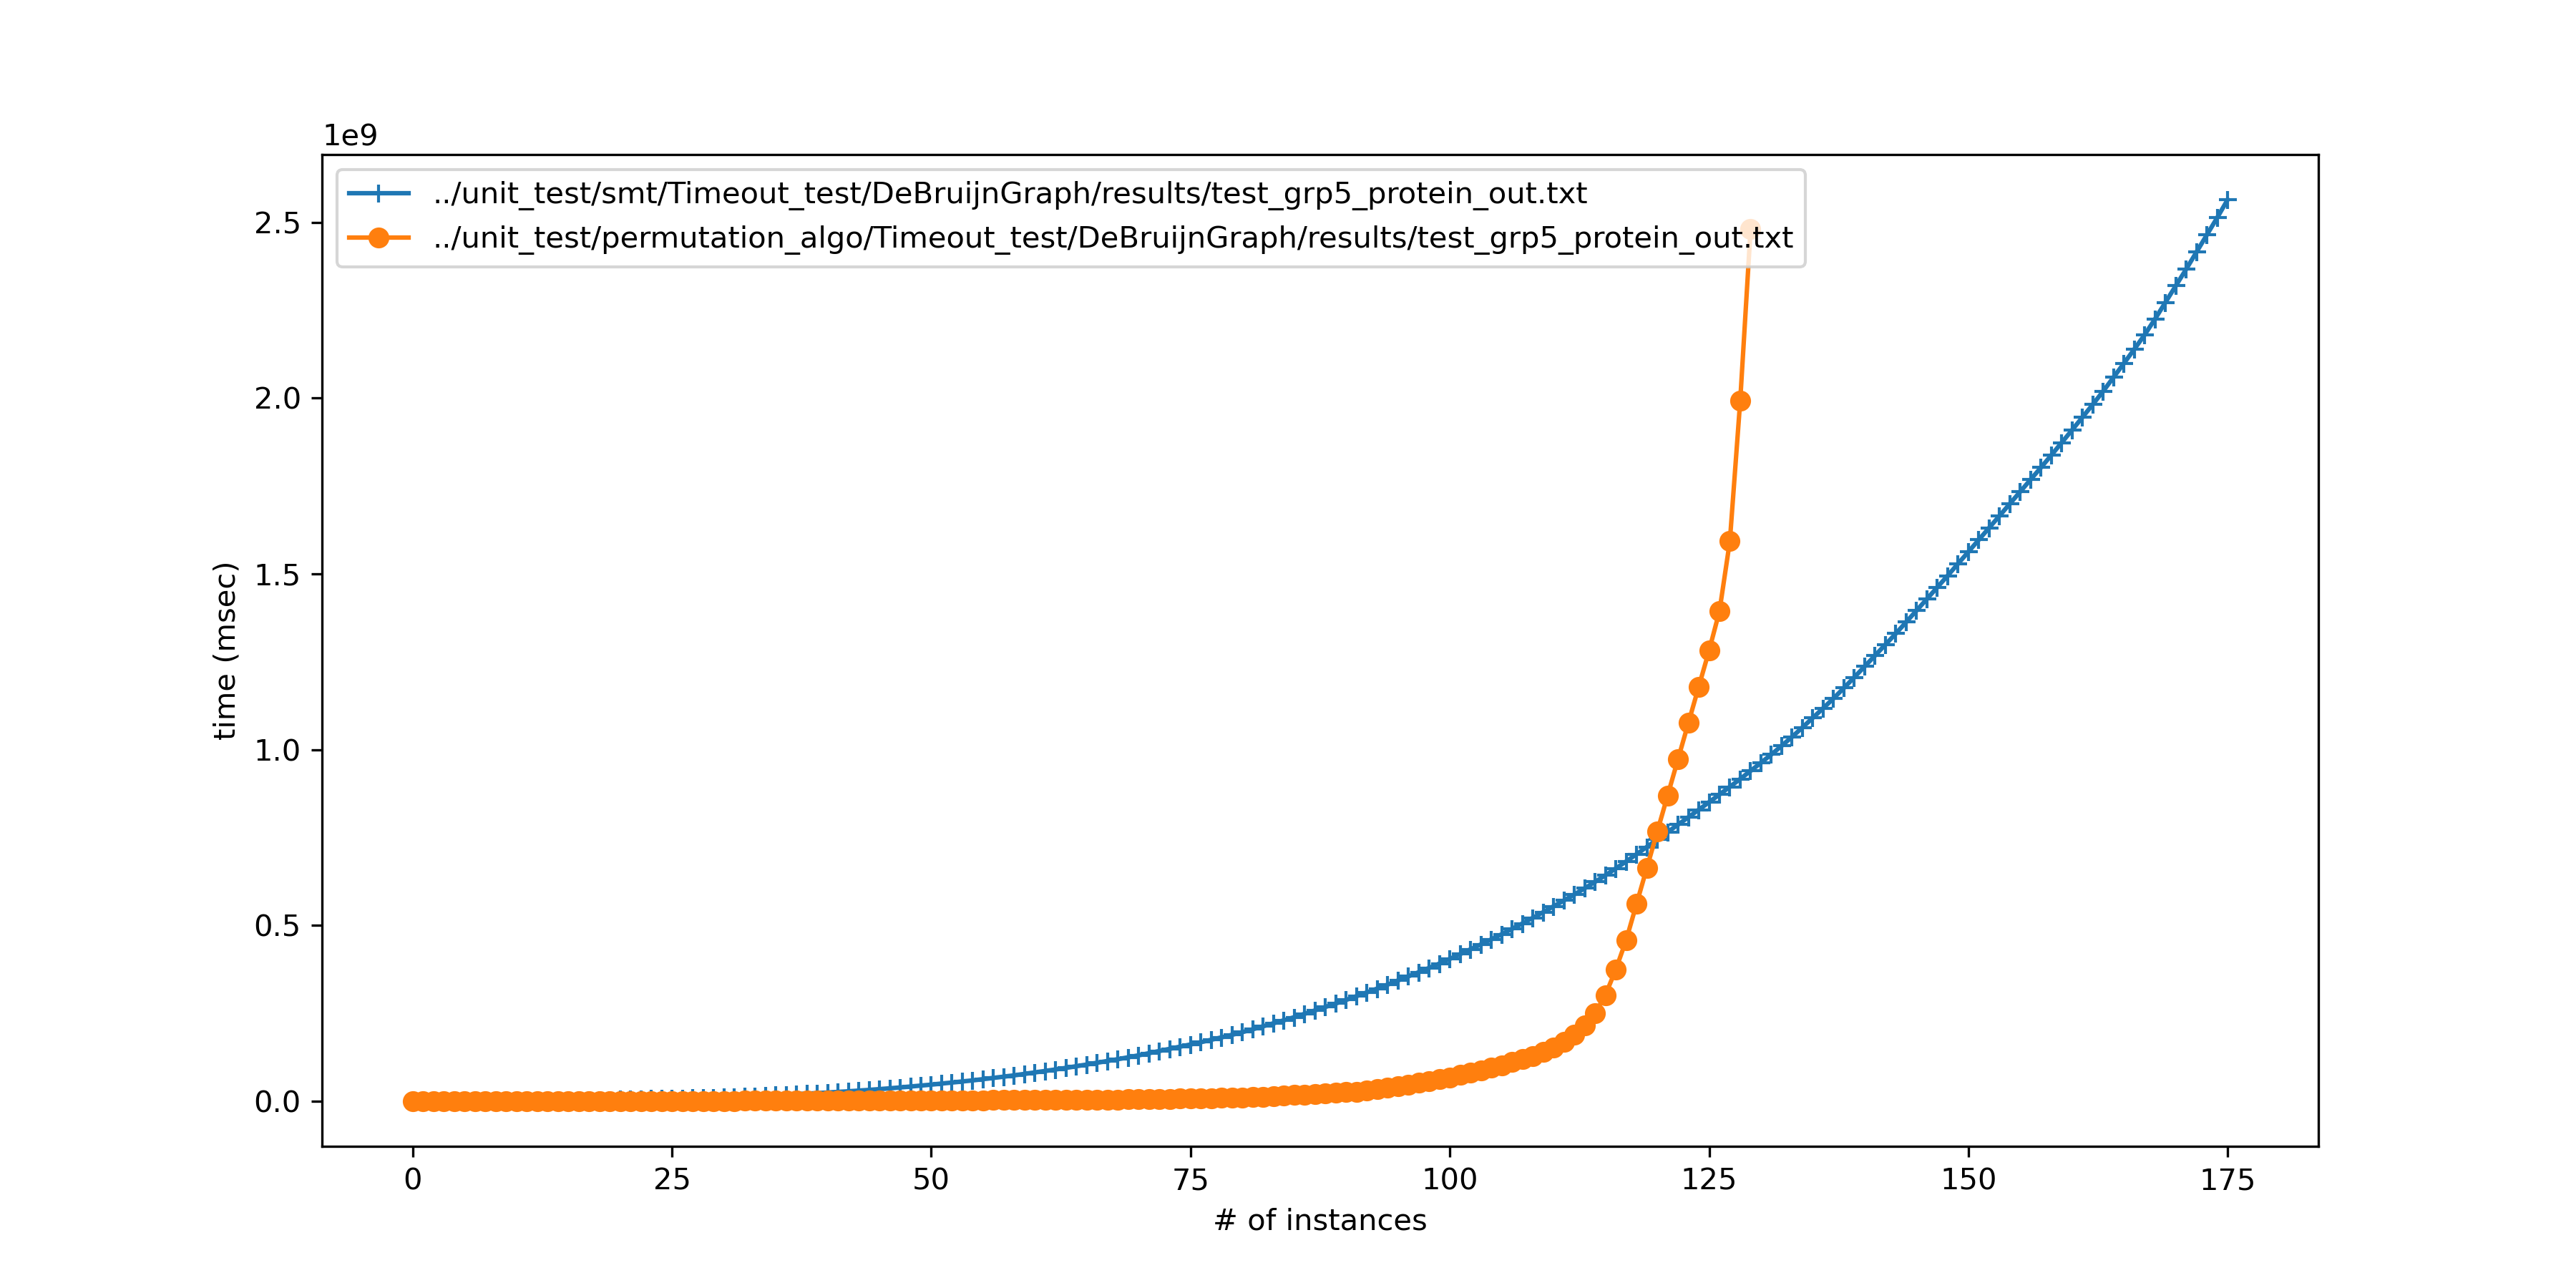 1e9
../unit_test/smt/Timeout_test/DeBruijnGraph/results/test_grp5_protein_out.txt
../unit_test/permutation_algo/Timeout_test/DeBruijnGraph/results/test_grp5_protein_out.txt
2.5
2.0
1.5
1.0
0.5
0.0
time (msec)
0 25 50 75 100 125 150 175
# of instances